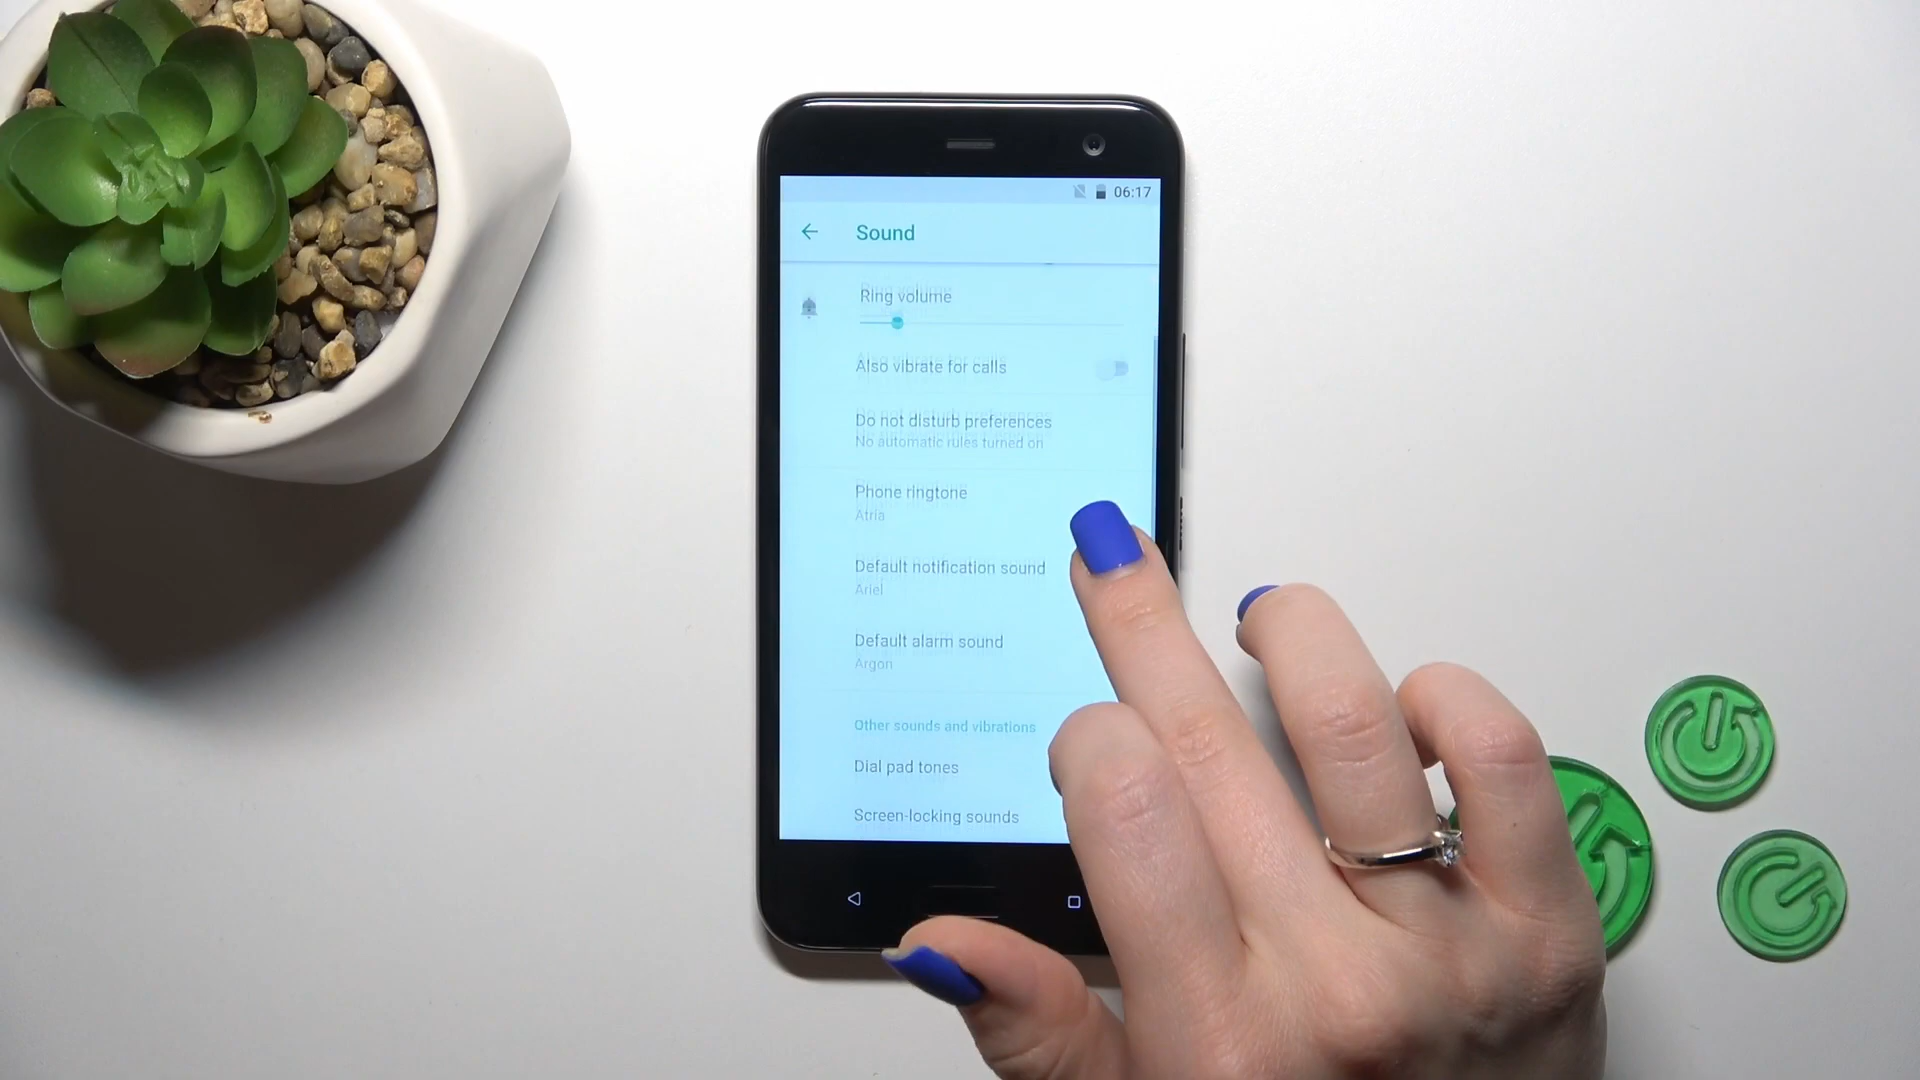 06:17
Sound
Ring volume
Also vibrate for calls
Do not disturb preferences
No automatic rules turned on
Phone ringtone
Atria
Default notification sound
Ariel
Default alarm sound
Argon
Other sounds and vibrations
Dial pad tones
Screen-locking sounds